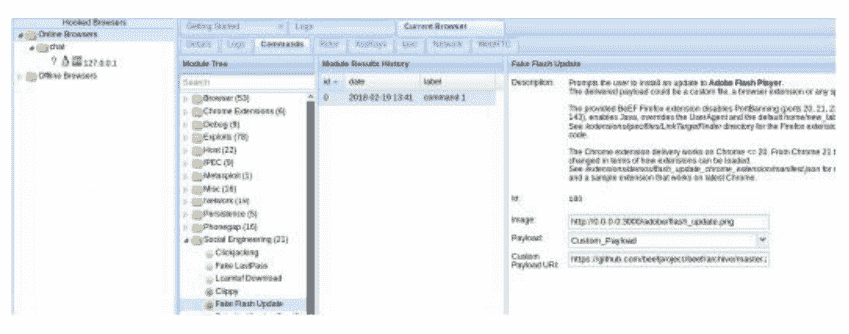 Hooked Browsers
Online Browsers
chat
? 127.0.0.1
Offline Browsers
Getting Started
Logs
Current Browser
Details
Logs
Commands
Rider
XssRays
Ipec
Network
WebRTC
Module Tree
Search
Browser (53)
Chrome Extensions (6)
Debug (9)
Exploits (78)
Host (22)
IPEC (9)
Metasploit (1)
Misc (16)
Network (19)
Persistence (5)
Phonegap (16)
Social Engineering (21)
Clickjacking
Fake LastPass
Lcamtuf Download
Clippy
Fake Flash Update
Module Results History
id
date
label
0
2018-02-19 13:41
command 1
Fake Flash Update
Description:
Prompts the user to install an update to Adobe Flash Player.
The delivered payload could be a custom file, a browser extension or any sp
The provided BeEF Firefox extension disables PortBanning (ports 20, 21, 2
143), enables Java, overrides the UserAgent and the default home/new_tab
See /extensions/ipec/files/LinkTargetFinder directory for the Firefox extension
code.
The Chrome extension delivery works on Chrome <= 20. From Chrome 21 t
changed in terms of how extensions can be loaded.
See /extensions/demos/flash_update_chrome_extension/manifest.json for
and a sample extension that works on latest Chrome.
Id:
Image:
http://0.0.0.0:3000/adobe/flash_update.png
Payload:
Custom_Payload
Custom
Payload URI:
https://github.com/beefproject/beef/archive/master.